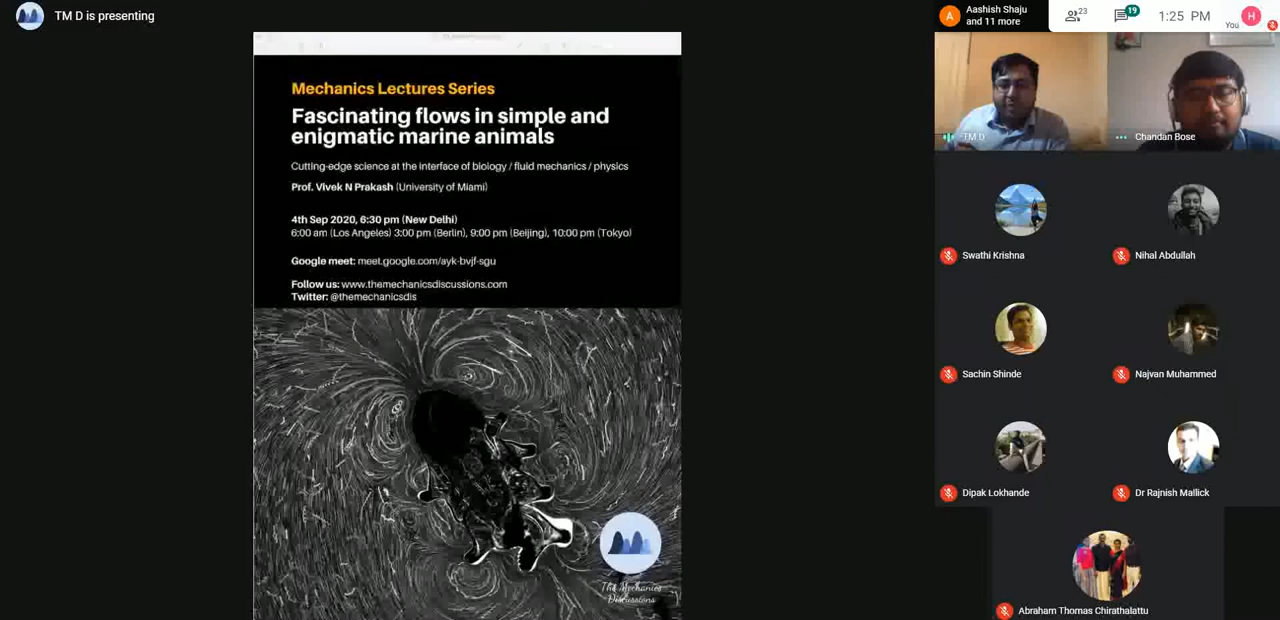 TM D is presenting
Aashish Shaju
and 11 more
23
19
1:25 PM
You
H
A
Mechanics Lectures Series
Fascinating flows in simple and
enigmatic marine animals
Cutting-edge science at the interface of biology / fluid mechanics / physics
Prof. Vivek N Prakash (University of Miami)
4th Sep 2020, 6:30 pm (New Delhi)
6:00 am (Los Angeles) 3:00 pm (Berlin), 9:00 pm (Beijing), 10:00 pm (Tokyo)
Google meet: meet.google.com/ayk-bvjf-sgu
Follow us: www.themechanicsdiscussions.com
Twitter: @themechanicsdis
The Mechanics
Discussions
TM D
Chandan Bose
Swathi Krishna
Nihal Abdullah
Sachin Shinde
Najvan Muhammed
Dipak Lokhande
Dr Rajnish Mallick
Abraham Thomas Chirathalattu